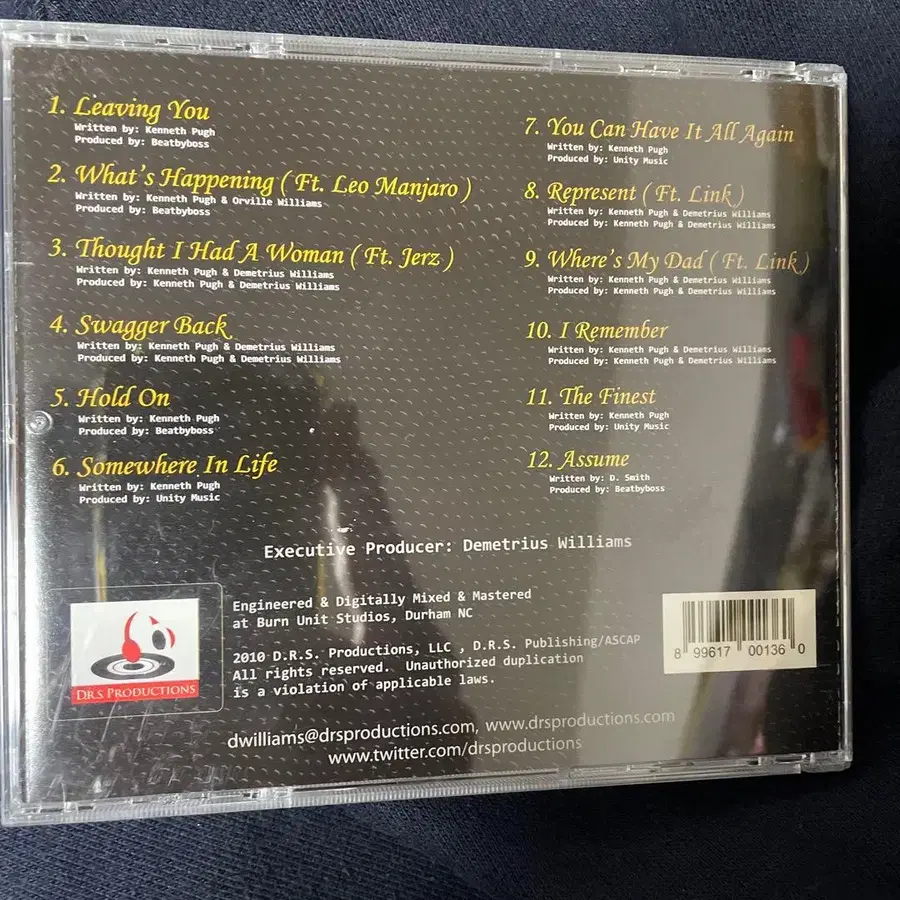 1. Leaving You
Written by: Kenneth Pugh
Produced by: Beatbyboss
2. What's Happening ( Ft. Leo Manjaro )
Written by: Kenneth Pugh & Orville Williams
Produced by: Beatbyboss
3. Thought I Had A Woman ( Ft. Jerz )
Written by: Kenneth Pugh & Demetrius Williams
Produced by: Kenneth Pugh & Demetrius Williams
4. Swagger Back
Written by: Kenneth Pugh & Demetrius Williams
Produced by: Kenneth Pugh & Demetrius Williams
5. Hold On
Written by: Kenneth Pugh
Produced by: Beatbyboss
6. Somewhere In Life
Written by: Kenneth Pugh
Produced by: Unity Music
7. You Can Have It All Again
Written by: Kenneth Pugh
Produced by: Unity Music
8. Represent ( Ft. Link )
Written by: Kenneth Pugh & Demetrius Williams
Produced by: Kenneth Pugh & Demetrius Williams
9. Where's My Dad ( Ft. Link )
Written by: Kenneth Pugh & Demetrius Williams
Produced by: Kenneth Pugh & Demetrius Williams
10. I Remember
Written by: Kenneth Pugh & Demetrius Williams
Produced by: Kenneth Pugh & Demetrius Williams
11. The Finest
Written by: Kenneth Pugh
Produced by: Unity Music
12. Assume
Written by: D. Smith
Produced by: Beatbyboss
Executive Producer: Demetrius Williams
DR.S. PRODUCTIONS
Engineered & Digitally Mixed & Mastered
at Burn Unit Studios, Durham NC
2010 D.R.S. Productions, LLC , D.R.S. Publishing/ASCAP
All rights reserved. Unauthorized duplication
is a violation of applicable laws.
8 99617 00136 0
dwilliams@drsproductions.com, www.drsproductions.com
www.twitter.com/drsproductions